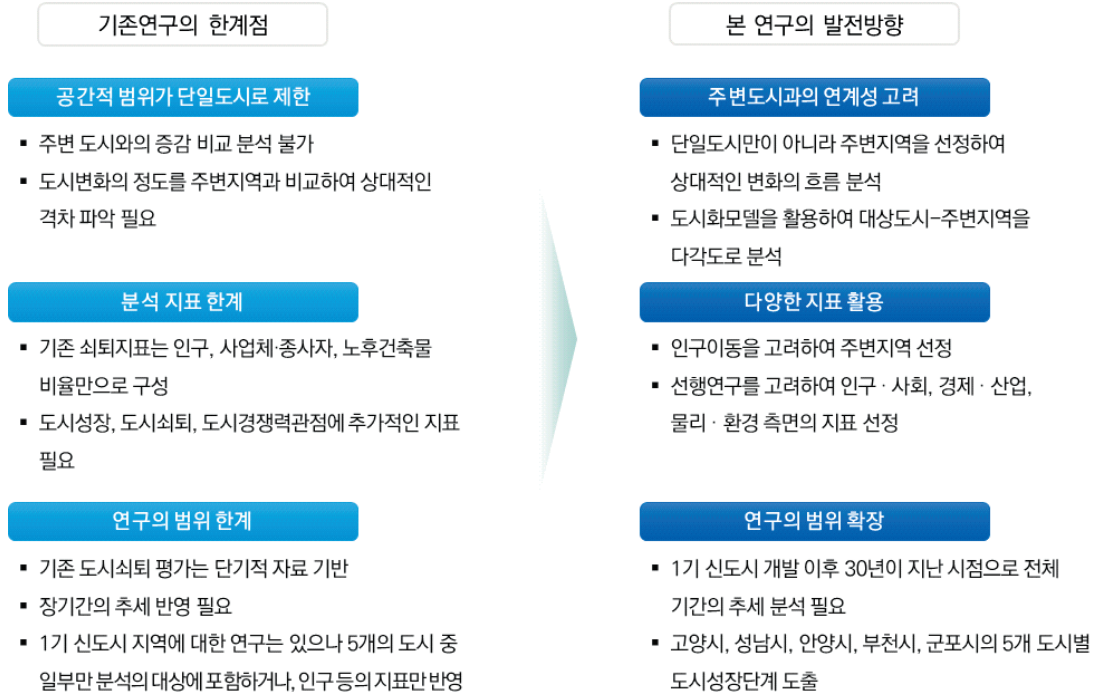 기존연구의 한계점
공간적 범위가 단일도시로 제한
▪ 주변 도시와의 증감 비교 분석 불가
▪ 도시변화의 정도를 주변지역과 비교하여 상대적인
격차 파악 필요
분석 지표 한계
▪ 기존 쇠퇴지표는 인구, 사업체·종사자, 노후건축물
비율만으로 구성
▪ 도시성장, 도시쇠퇴, 도시경쟁력관점에 추가적인 지표
필요
연구의 범위 한계
▪ 기존 도시쇠퇴 평가는 단기적 자료 기반
▪ 장기간의 추세 반영 필요
▪ 1기 신도시 지역에 대한 연구는 있으나 5개의 도시 중
일부만 분석의 대상에 포함하거나, 인구 등의 지표만 반영
본 연구의 발전방향
주변도시과의 연계성 고려
▪ 단일도시만이 아니라 주변지역을 선정하여
상대적인 변화의 흐름 분석
▪ 도시화모델을 활용하여 대상도시-주변지역을
다각도로 분석
다양한 지표 활용
▪ 인구이동을 고려하여 주변지역 선정
▪ 선행연구를 고려하여 인구 · 사회, 경제 · 산업,
물리 · 환경 측면의 지표 선정
연구의 범위 확장
▪ 1기 신도시 개발 이후 30년이 지난 시점으로 전체
기간의 추세 분석 필요
▪ 고양시, 성남시, 안양시, 부천시, 군포시의 5개 도시별
도시성장단계 도출